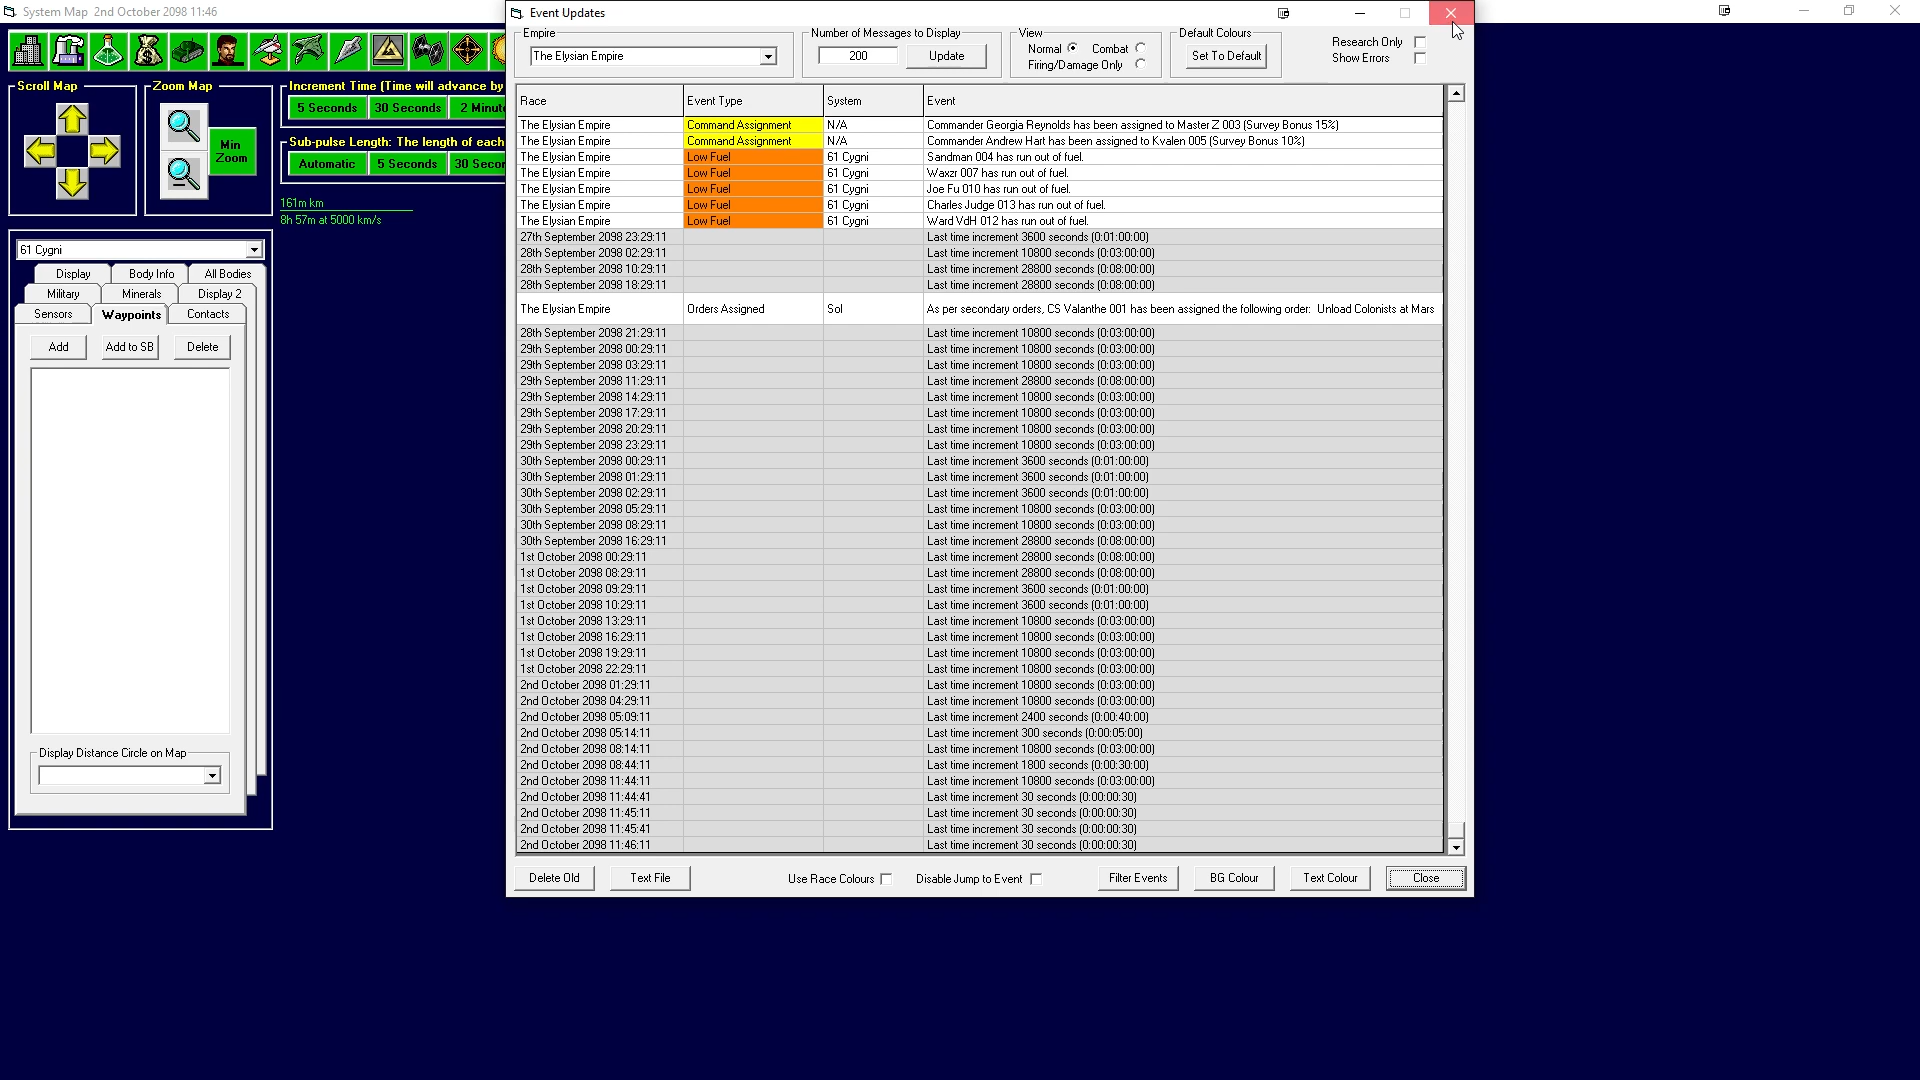 System Map  2nd October 2098 11:46
Scroll Map
Zoom Map
Min Zoom
Increment Time (Time will advance by
5 Seconds
30 Seconds
2 Minut
Sub-pulse Length: The length of each
Automatic
5 Seconds
30 Secor
161m km
8h 57m at 5000 km/s
61 Cygni
Display
Body Info
All Bodies
Military
Minerals
Display 2
Sensors
Waypoints
Contacts
Add
Add to SB
Delete
Display Distance Circle on Map
Event Updates
Empire
The Elysian Empire
Number of Messages to Display
200
Update
View
Normal
Combat
Firing/Damage Only
Default Colours
Set To Default
Research Only
Show Errors
Race Event Type System Event
The Elysian Empire Command Assignment N/A Commander Georgia Reynolds has been assigned to Master Z 003 (Survey Bonus 15%)
The Elysian Empire Command Assignment N/A Commander Andrew Hart has been assigned to Kvalen 005 (Survey Bonus 10%)
The Elysian Empire Low Fuel 61 Cygni Sandman 004 has run out of fuel.
The Elysian Empire Low Fuel 61 Cygni Waxzr 007 has run out of fuel.
The Elysian Empire Low Fuel 61 Cygni Joe Fu 010 has run out of fuel.
The Elysian Empire Low Fuel 61 Cygni Charles Judge 013 has run out of fuel.
The Elysian Empire Low Fuel 61 Cygni Ward VdH 012 has run out of fuel.
27th September 2098 23:29:11 Last time increment 3600 seconds (0:01:00:00)
28th September 2098 02:29:11 Last time increment 10800 seconds (0:03:00:00)
28th September 2098 10:29:11 Last time increment 28800 seconds (0:08:00:00)
28th September 2098 18:29:11 Last time increment 28800 seconds (0:08:00:00)
The Elysian Empire Orders Assigned Sol As per secondary orders, CS Valanthe 001 has been assigned the following order:  Unload Colonists at Mars
28th September 2098 21:29:11 Last time increment 10800 seconds (0:03:00:00)
29th September 2098 00:29:11 Last time increment 10800 seconds (0:03:00:00)
29th September 2098 03:29:11 Last time increment 10800 seconds (0:03:00:00)
29th September 2098 11:29:11 Last time increment 28800 seconds (0:08:00:00)
29th September 2098 14:29:11 Last time increment 10800 seconds (0:03:00:00)
29th September 2098 17:29:11 Last time increment 10800 seconds (0:03:00:00)
29th September 2098 20:29:11 Last time increment 10800 seconds (0:03:00:00)
29th September 2098 23:29:11 Last time increment 10800 seconds (0:03:00:00)
30th September 2098 00:29:11 Last time increment 3600 seconds (0:01:00:00)
30th September 2098 01:29:11 Last time increment 3600 seconds (0:01:00:00)
30th September 2098 02:29:11 Last time increment 3600 seconds (0:01:00:00)
30th September 2098 05:29:11 Last time increment 10800 seconds (0:03:00:00)
30th September 2098 08:29:11 Last time increment 10800 seconds (0:03:00:00)
30th September 2098 16:29:11 Last time increment 28800 seconds (0:08:00:00)
1st October 2098 00:29:11 Last time increment 28800 seconds (0:08:00:00)
1st October 2098 08:29:11 Last time increment 28800 seconds (0:08:00:00)
1st October 2098 09:29:11 Last time increment 3600 seconds (0:01:00:00)
1st October 2098 10:29:11 Last time increment 3600 seconds (0:01:00:00)
1st October 2098 13:29:11 Last time increment 10800 seconds (0:03:00:00)
1st October 2098 16:29:11 Last time increment 10800 seconds (0:03:00:00)
1st October 2098 19:29:11 Last time increment 10800 seconds (0:03:00:00)
1st October 2098 22:29:11 Last time increment 10800 seconds (0:03:00:00)
2nd October 2098 01:29:11 Last time increment 10800 seconds (0:03:00:00)
2nd October 2098 04:29:11 Last time increment 10800 seconds (0:03:00:00)
2nd October 2098 05:09:11 Last time increment 2400 seconds (0:00:40:00)
2nd October 2098 05:14:11 Last time increment 300 seconds (0:00:05:00)
2nd October 2098 08:14:11 Last time increment 10800 seconds (0:03:00:00)
2nd October 2098 08:44:11 Last time increment 1800 seconds (0:00:30:00)
2nd October 2098 11:44:11 Last time increment 10800 seconds (0:03:00:00)
2nd October 2098 11:44:41 Last time increment 30 seconds (0:00:00:30)
2nd October 2098 11:45:11 Last time increment 30 seconds (0:00:00:30)
2nd October 2098 11:45:41 Last time increment 30 seconds (0:00:00:30)
2nd October 2098 11:46:11 Last time increment 30 seconds (0:00:00:30)
Delete Old
Text File
Use Race Colours
Disable Jump to Event
Filter Events
BG Colour
Text Colour
Close